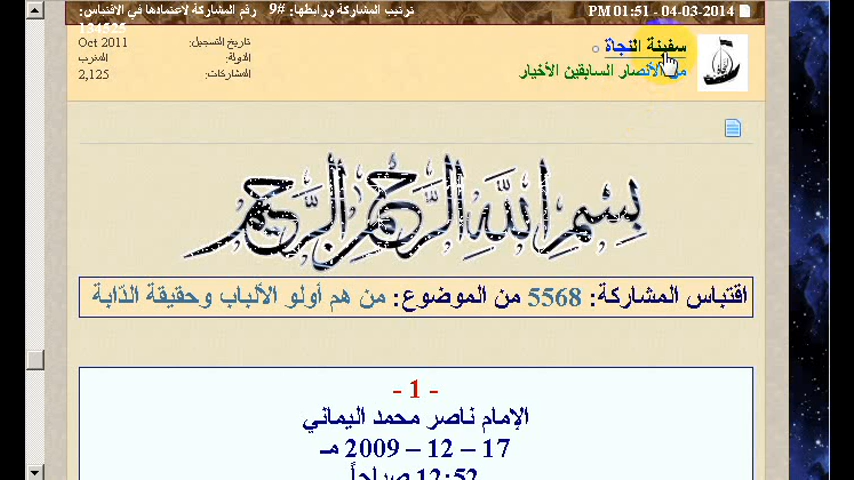 04-03-2014 - 01:51 PM
ترتيب المشاركة ورابطها: #9 رقم المشاركة لاعتمادها في الاقتباس:
134525
سفينة النجاة
من الأنصار السابقين الأخيار
تاريخ التسجيل: Oct 2011
الدولة: المغرب
المشاركات: 2,125
بسم الله الرحمن الرحيم
اقتباس المشاركة: 5568 من الموضوع: من هم أولو الألباب وحقيقة الدّابة
- 1 -
الإمام ناصر محمد اليماني
17 – 12 – 2009 مـ
12:52 صباحاً